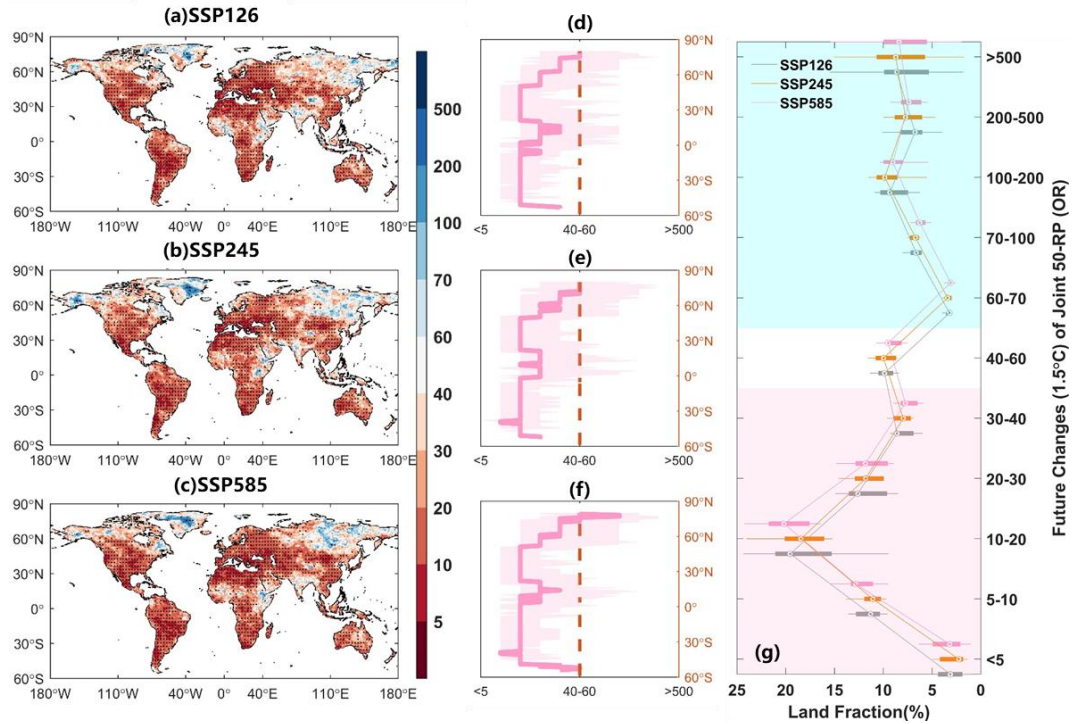 (a)SSP126
90°N
60°N
30°N
0°
30°S
60°S
180°W 110°W 40°W 0° 40°E 110°E 180°E
(b)SSP245
90°N
60°N
30°N
0°
30°S
60°S
180°W 110°W 40°W 0° 40°E 110°E 180°E
(c)SSP585
90°N
60°N
30°N
0°
30°S
60°S
180°W 110°W 40°W 0° 40°E 110°E 180°E
500
200
100
70
60
40
30
20
10
5
(d)
90°N
60°N
30°N
0°
30°S
60°S
<5 40-60 >500
(e)
90°N
60°N
30°N
0°
30°S
60°S
<5 40-60 >500
(f)
90°N
60°N
30°N
0°
30°S
60°S
<5 40-60 >500
SSP126
SSP245
SSP585
>500
200-500
100-200
70-100
60-70
40-60
30-40
20-30
10-20
5-10
<5
(g)
25 20 15 10 5 0
Land Fraction(%)
Future Changes (1.5°C) of Joint 50-RP (OR)